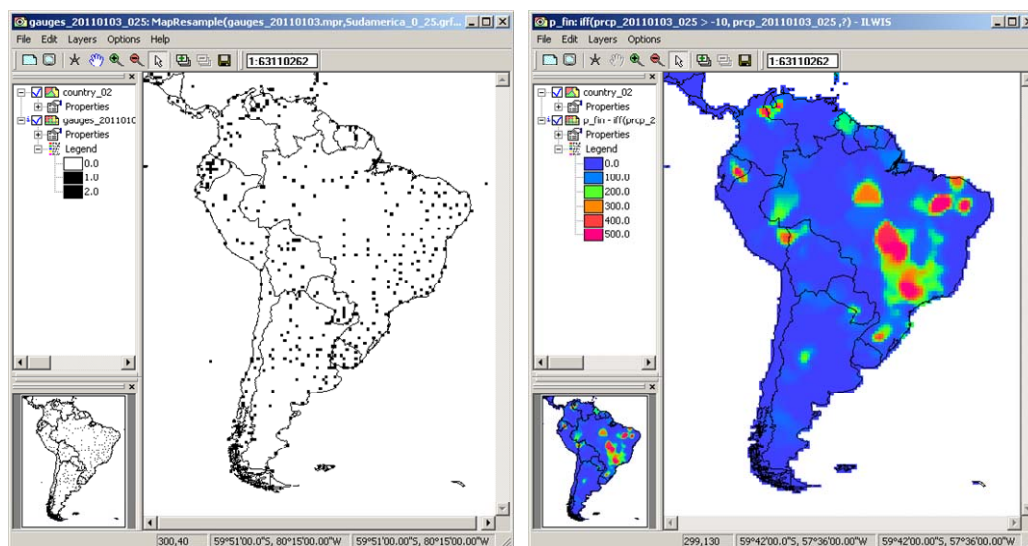 gauges_20110103_025: MapResample(gauges_20110103.mpr,Sudamerica_0_25.grf...
File Edit Layers Options Help
1:63110262
country_02
Properties
gauges_2011010
Properties
Legend
0.0
1.0
2.0
300,40 59°51'00.0"S, 80°15'00.0"W 59°51'00.0"S, 80°15'00.0"W
p_fin: iff(prcp_20110103_025 > -10, prcp_20110103_025 ,?) - ILWIS
File Edit Layers Options
1:63110262
country_02
Properties
p_fin - iff(prcp_2
Properties
Legend
0.0
100.0
200.0
300.0
400.0
500.0
299,130 59°42'00.0"S, 57°36'00.0"W 59°42'00.0"S, 57°36'00.0"W